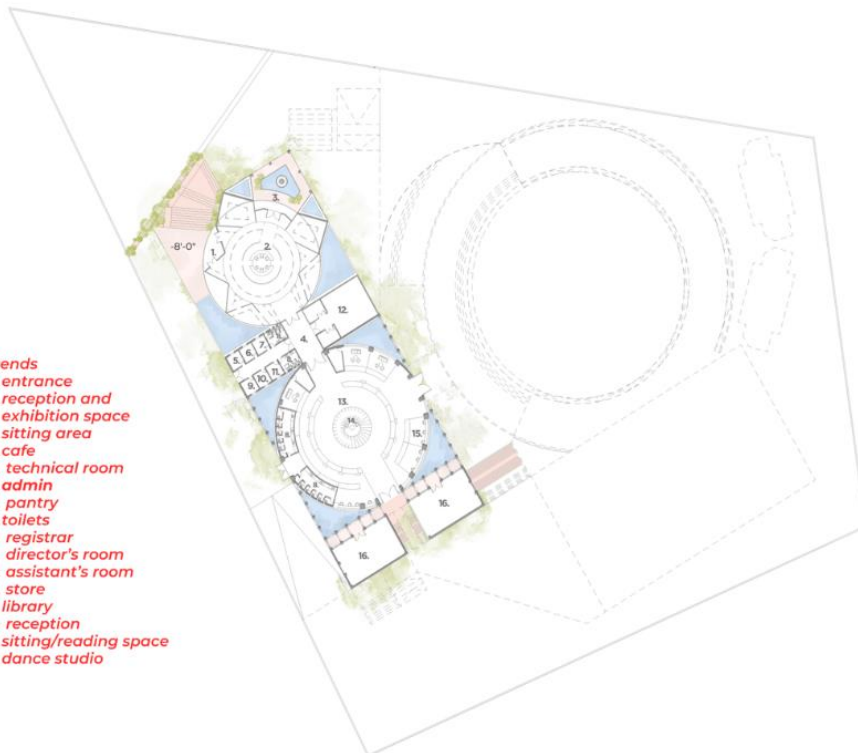 3.
-8'-0"
1.
2.
12.
4.
5.
6.
7.
8.
9.
10.
11.
13.
14.
15.
8.
16.
16.
ends
entrance
reception and
exhibition space
sitting area
cafe
technical room
admin
pantry
toilets
registrar
director's room
assistant's room
store
library
reception
sitting/reading space
dance studio